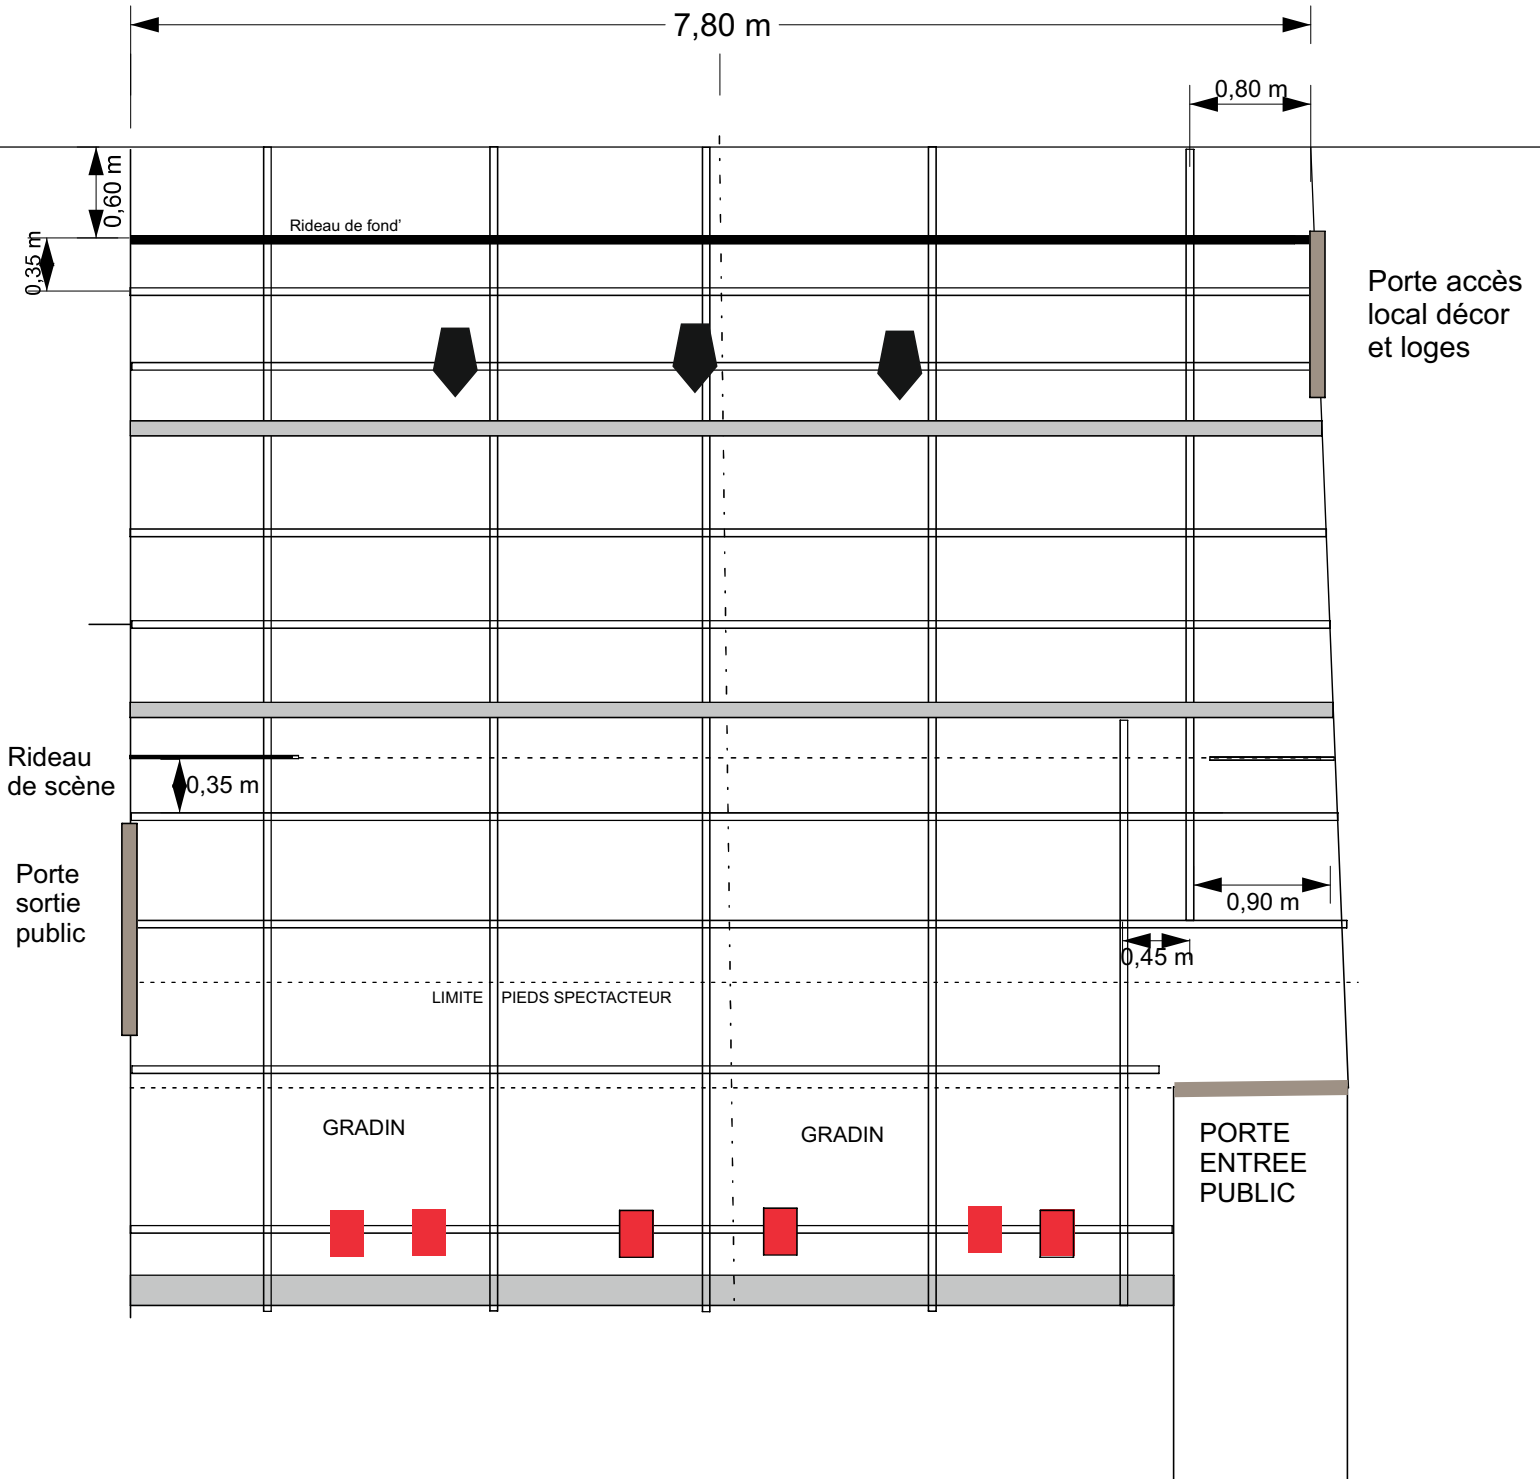 7,80 m
0,80 m
0,60 m
Rideau de fond'
0,35 m
Porte accès
local décor
et loges
Rideau
de scène
0,35 m
Porte
sortie
public
0,90 m
0,45 m
LIMITE PIEDS SPECTACTEUR
GRADIN
GRADIN
PORTE
ENTREE
PUBLIC